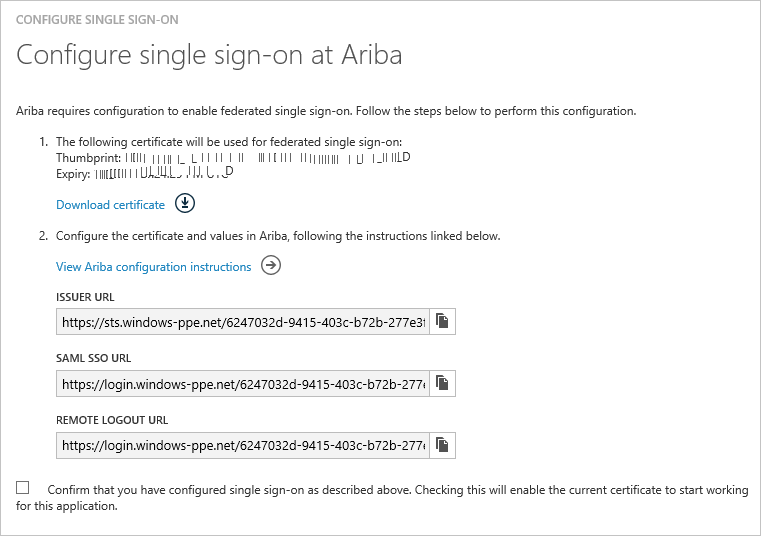 CONFIGURE SINGLE SIGN-ON
Configure single sign-on at Ariba
Ariba requires configuration to enable federated single sign-on. Follow the steps below to perform this configuration.
1. The following certificate will be used for federated single sign-on:
Thumbprint:
Expiry:
Download certificate
2. Configure the certificate and values in Ariba, following the instructions linked below.
View Ariba configuration instructions
ISSUER URL
https://sts.windows-ppe.net/6247032d-9415-403c-b72b-277e3f
SAML SSO URL
https://login.windows-ppe.net/6247032d-9415-403c-b72b-277e
REMOTE LOGOUT URL
https://login.windows-ppe.net/6247032d-9415-403c-b72b-277e
Confirm that you have configured single sign-on as described above. Checking this will enable the current certificate to start working
for this application.